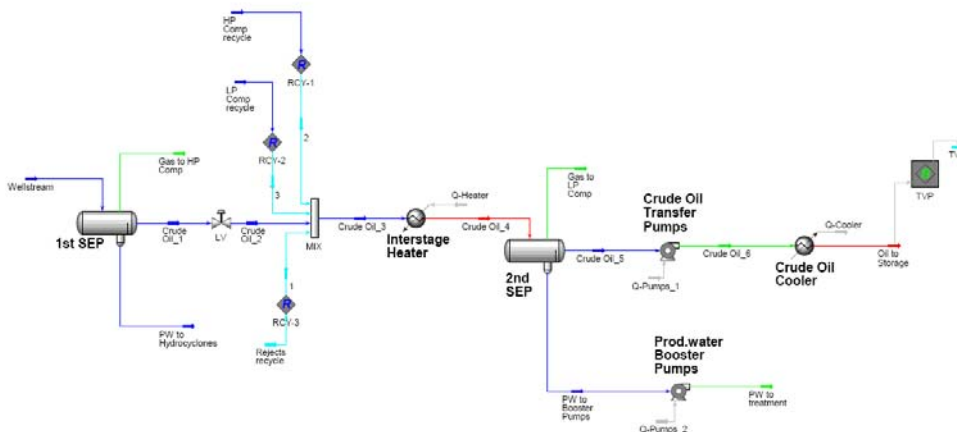 HP
Comp
recycle
R
RCY-1
LP
Comp
recycle
R
RCY-2
2
3
Gas to HP
Comp
Wellstream
1st SEP
Crude
Oil_1
LV
Crude
Oil_2
MIX
Crude Oil_3
Q-Heater
Interstage
Heater
Crude Oil_4
Gas to
LP
Comp
2nd
SEP
Crude Oil_5
Crude Oil
Transfer
Pumps
Q-Pumps_1
Crude Oil_6
Q-Cooler
Crude Oil
Cooler
Oil to
Storage
TVP
1
R
RCY-3
Rejects
recycle
PW to
Hydrocyclones
Prod.water
Booster
Pumps
PW to
Booster
Pumps
Q-Pumps_2
PW to
treatment